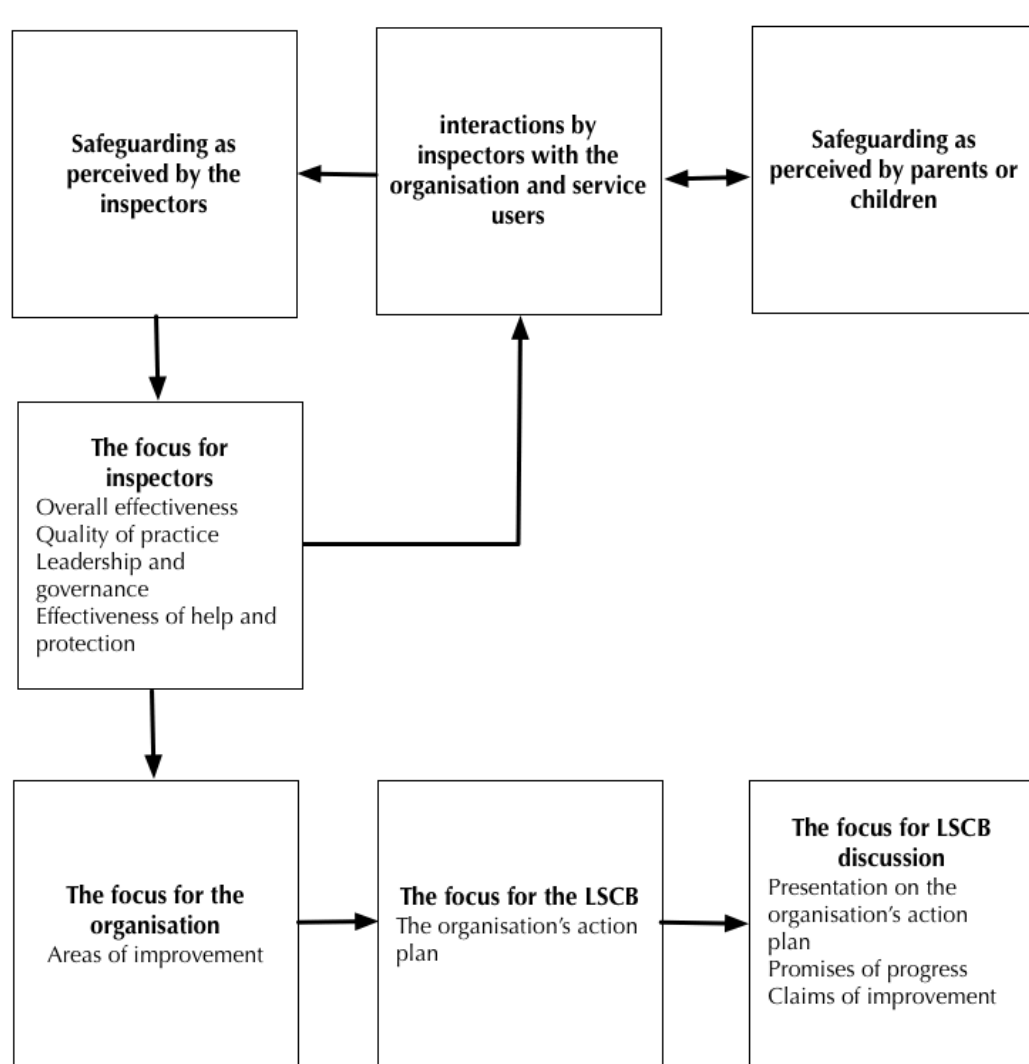 Safeguarding as
perceived by the
inspectors
interactions by
inspectors with the
organisation and service
users
Safeguarding as
perceived by parents or
children
The focus for
inspectors
Overall effectiveness
Quality of practice
Leadership and
governance
Effectiveness of help and
protection
The focus for the
organisation
Areas of improvement
The focus for the LSCB
The organisation's action
plan
The focus for LSCB
discussion
Presentation on the
organisation's action
plan
Promises of progress
Claims of improvement